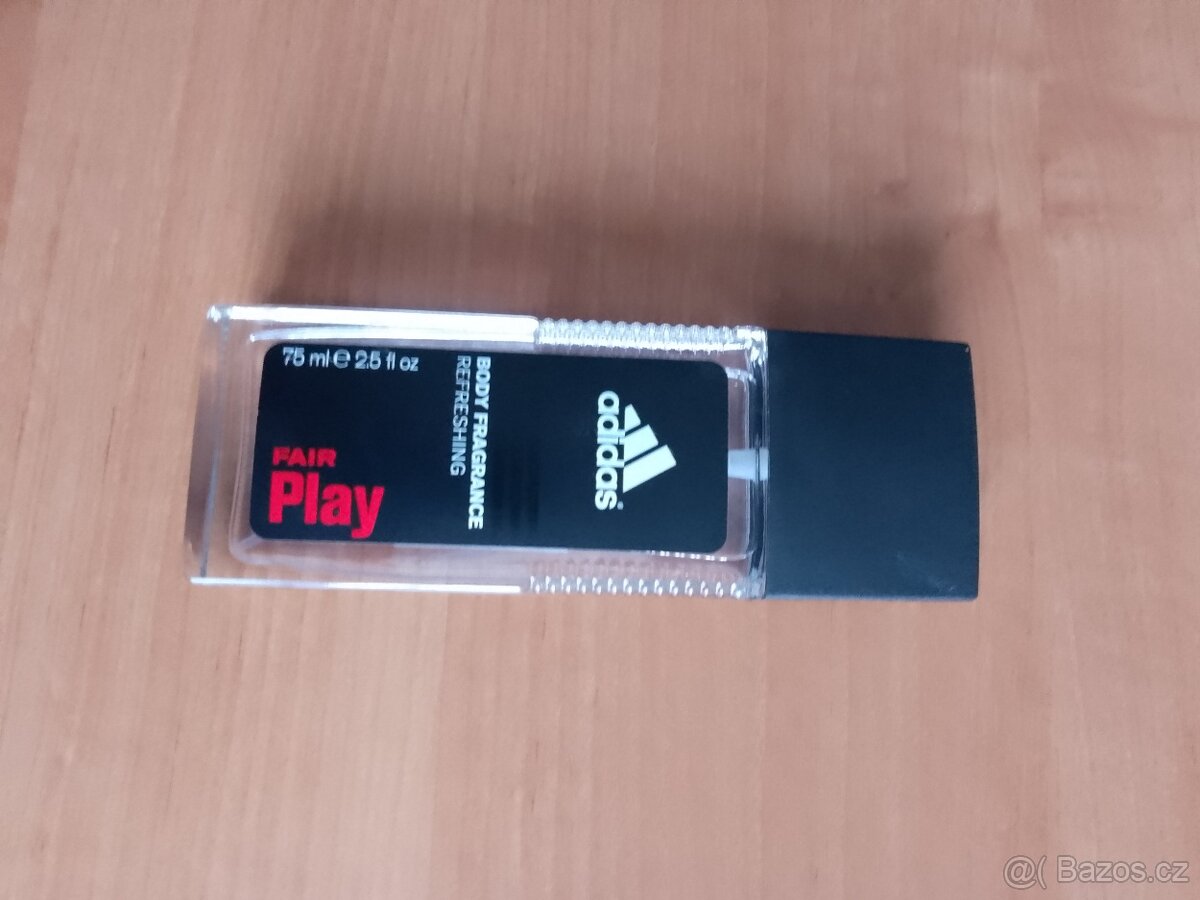 adidas
BODY FRAGRANCE
REFRESHING
FAIR
Play
75 ml ℮ 2.5 fl oz
@( Bazos.cz